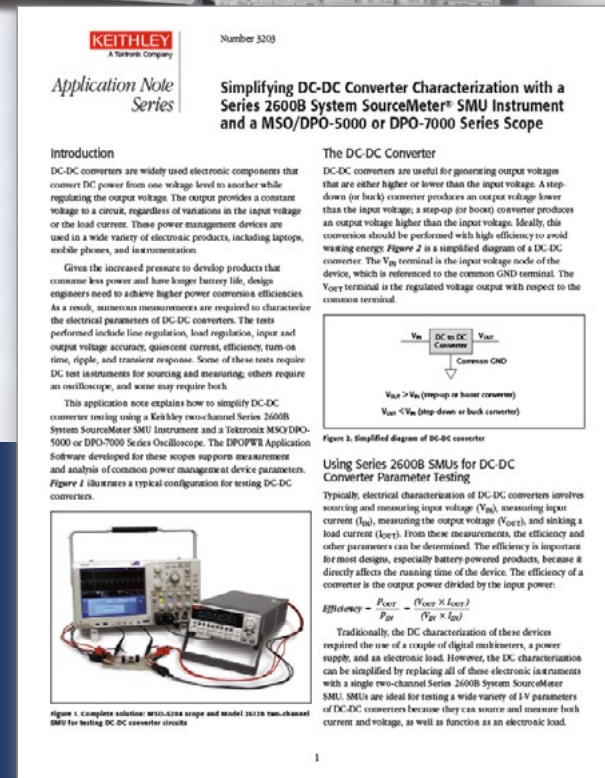 KEITHLEY
A Tektronix Company
Number 3203
Application Note
Series
Simplifying DC-DC Converter Characterization with a
Series 2600B System SourceMeter® SMU Instrument
and a MSO/DPO-5000 or DPO-7000 Series Scope
Introduction
DC-DC converters are widely used electronic components that
convert DC power from one voltage level to another while
regulating the output voltage. The output provides a constant
voltage to a circuit, regardless of variations in the input voltage
or the load current. These power management devices are
used in a wide variety of electronic products, including laptops,
mobile phones, and instrumentation.
Given the increased pressure to develop products that
consume less power and have longer battery life, design
engineers need to achieve higher power conversion efficiencies.
As a result, numerous measurements are required to characterize
the electrical parameters of DC-DC converters. The tests
performed include line regulation, load regulation, input and
output voltage accuracy, quiescent current, efficiency, turn-on
time, ripple, and transient response. Some of these tests require
DC test instruments for sourcing and measuring; others require
an oscilloscope, and some may require both.
This application note explains how to simplify DC-DC
converter testing using a Keithley two-channel Series 2600B
System SourceMeter SMU Instrument and a Tektronix MSO/DPO-
5000 or DPO-7000 Series Oscilloscope. The DPOPWR Application
Software developed for these scopes supports measurement
and analysis of common power management device parameters.
Figure 1 illustrates a typical configuration for testing DC-DC
converters.
Figure 1. Complete solution: MSO-5204 scope and Model 2612B two-channel
SMU for testing DC-DC converter circuits
The DC-DC Converter
DC-DC converters are useful for generating output voltages
that are either higher or lower than the input voltage. A step-
down (or buck) converter produces an output voltage lower
than the input voltage; a step-up (or boost) converter produces
an output voltage higher than the input voltage. Ideally, this
conversion should be performed with high efficiency to avoid
wasting energy. Figure 2 is a simplified diagram of a DC-DC
converter. The VIN terminal is the input voltage node of the
device, which is referenced to the common GND terminal. The
VOUT terminal is the regulated voltage output with respect to the
common terminal.
VIN DC to DC VOUT
Converter
Common GND
VOUT > VIN (step-up or boost converter)
VOUT < VIN (step-down or buck converter)
Figure 2. Simplified diagram of DC-DC converter
Using Series 2600B SMUs for DC-DC
Converter Parameter Testing
Typically, electrical characterization of DC-DC converters involves
sourcing and measuring input voltage (VIN), measuring input
current (IIN), measuring the output voltage (VOUT), and sinking a
load current (IOUT). From these measurements, the efficiency and
other parameters can be determined. The efficiency is important
for most designs, especially battery-powered products, because it
directly affects the running time of the device. The efficiency of a
converter is the output power divided by the input power:
Efficiency = POUT / PIN = (VOUT × IOUT) / (VIN × IIN)
Traditionally, the DC characterization of these devices
required the use of a couple of digital multimeters, a power
supply, and an electronic load. However, the DC characterization
can be simplified by replacing all of these electronic instruments
with a single two-channel Series 2600B System SourceMeter
SMU. SMUs are ideal for testing a wide variety of I-V parameters
of DC-DC converters because they can source and measure both
current and voltage, as well as function as an electronic load.
1